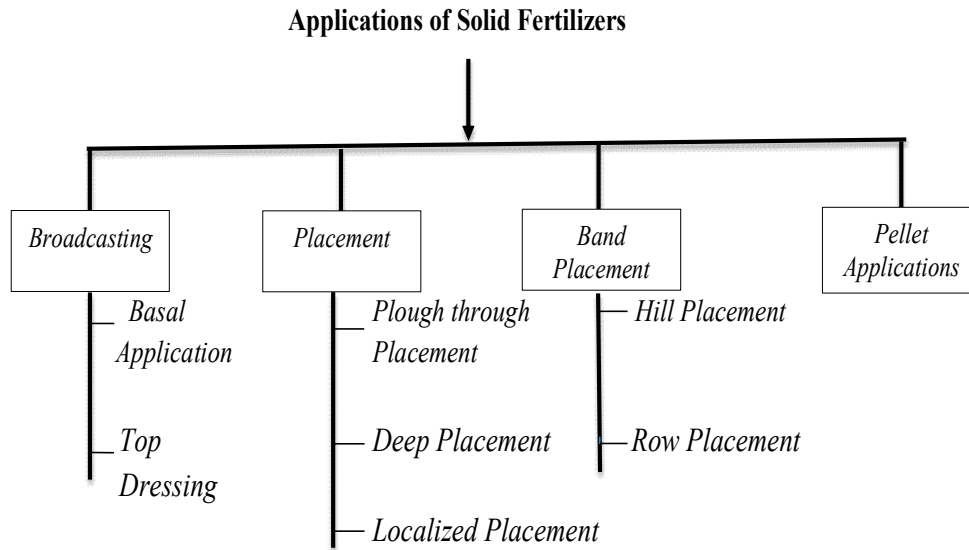 Applications of Solid Fertilizers
Broadcasting
Placement
Band
Placement
Pellet
Applications
Basal
Application
Top
Dressing
Plough through
Placement
Deep Placement
Localized Placement
Hill Placement
Row Placement